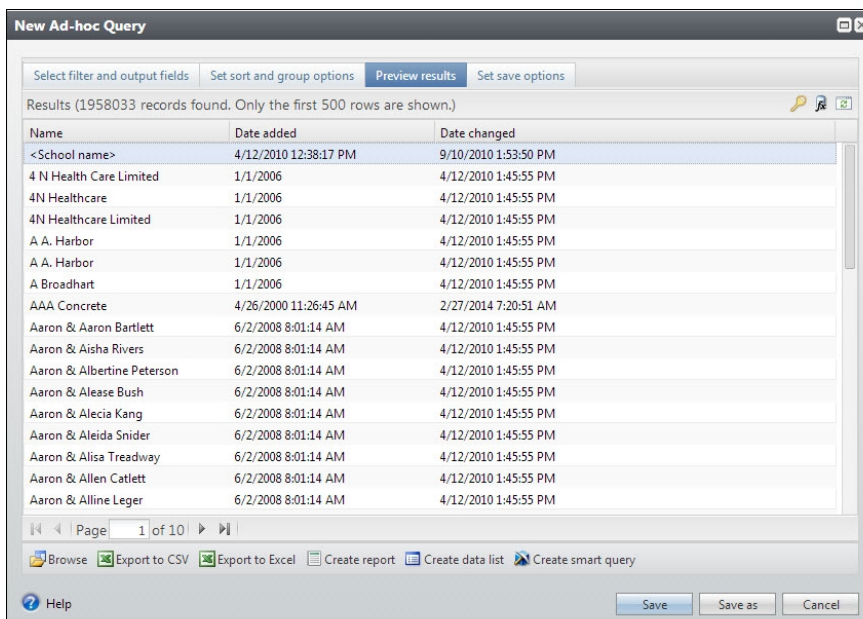 New Ad-hoc Query
Select filter and output fields Set sort and group options Preview results Set save options
Results (1958033 records found. Only the first 500 rows are shown.)
Name Date added Date changed
<School name> 4/12/2010 12:38:17 PM 9/10/2010 1:53:50 PM
4 N Health Care Limited 1/1/2006 4/12/2010 1:45:55 PM
4N Healthcare 1/1/2006 4/12/2010 1:45:55 PM
4N Healthcare Limited 1/1/2006 4/12/2010 1:45:55 PM
A A. Harbor 1/1/2006 4/12/2010 1:45:55 PM
A A. Harbor 1/1/2006 4/12/2010 1:45:55 PM
A Broadhart 1/1/2006 4/12/2010 1:45:55 PM
AAA Concrete 4/26/2000 11:26:45 AM 2/27/2014 7:20:51 AM
Aaron & Aaron Bartlett 6/2/2008 8:01:14 AM 4/12/2010 1:45:55 PM
Aaron & Aisha Rivers 6/2/2008 8:01:14 AM 4/12/2010 1:45:55 PM
Aaron & Albertine Peterson 6/2/2008 8:01:14 AM 4/12/2010 1:45:55 PM
Aaron & Alease Bush 6/2/2008 8:01:14 AM 4/12/2010 1:45:55 PM
Aaron & Alecia Kang 6/2/2008 8:01:14 AM 4/12/2010 1:45:55 PM
Aaron & Aleida Snider 6/2/2008 8:01:14 AM 4/12/2010 1:45:55 PM
Aaron & Alisa Treadway 6/2/2008 8:01:14 AM 4/12/2010 1:45:55 PM
Aaron & Allen Catlett 6/2/2008 8:01:14 AM 4/12/2010 1:45:55 PM
Aaron & Alline Leger 6/2/2008 8:01:14 AM 4/12/2010 1:45:55 PM
Page 1 of 10
Browse Export to CSV Export to Excel Create report Create data list Create smart query
Help Save Save as Cancel